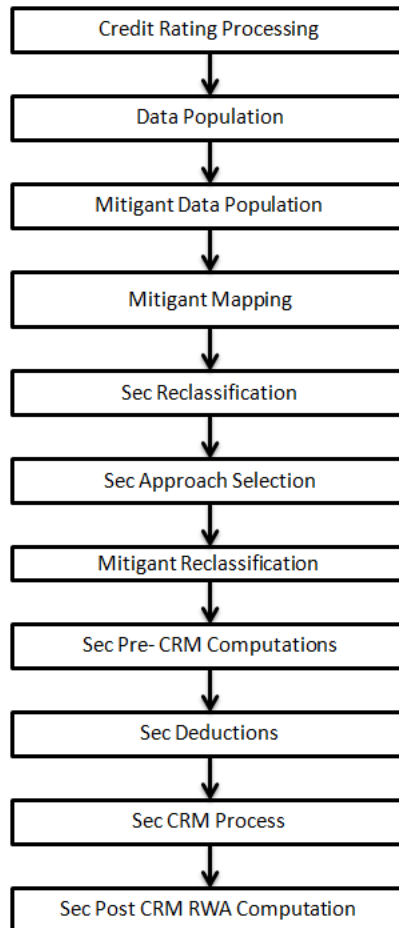 Credit Rating Processing
Data Population
Mitigant Data Population
Mitigant Mapping
Sec Reclassification
Sec Approach Selection
Mitigant Reclassification
Sec Pre- CRM Computations
Sec Deductions
Sec CRM Process
Sec Post CRM RWA Computation